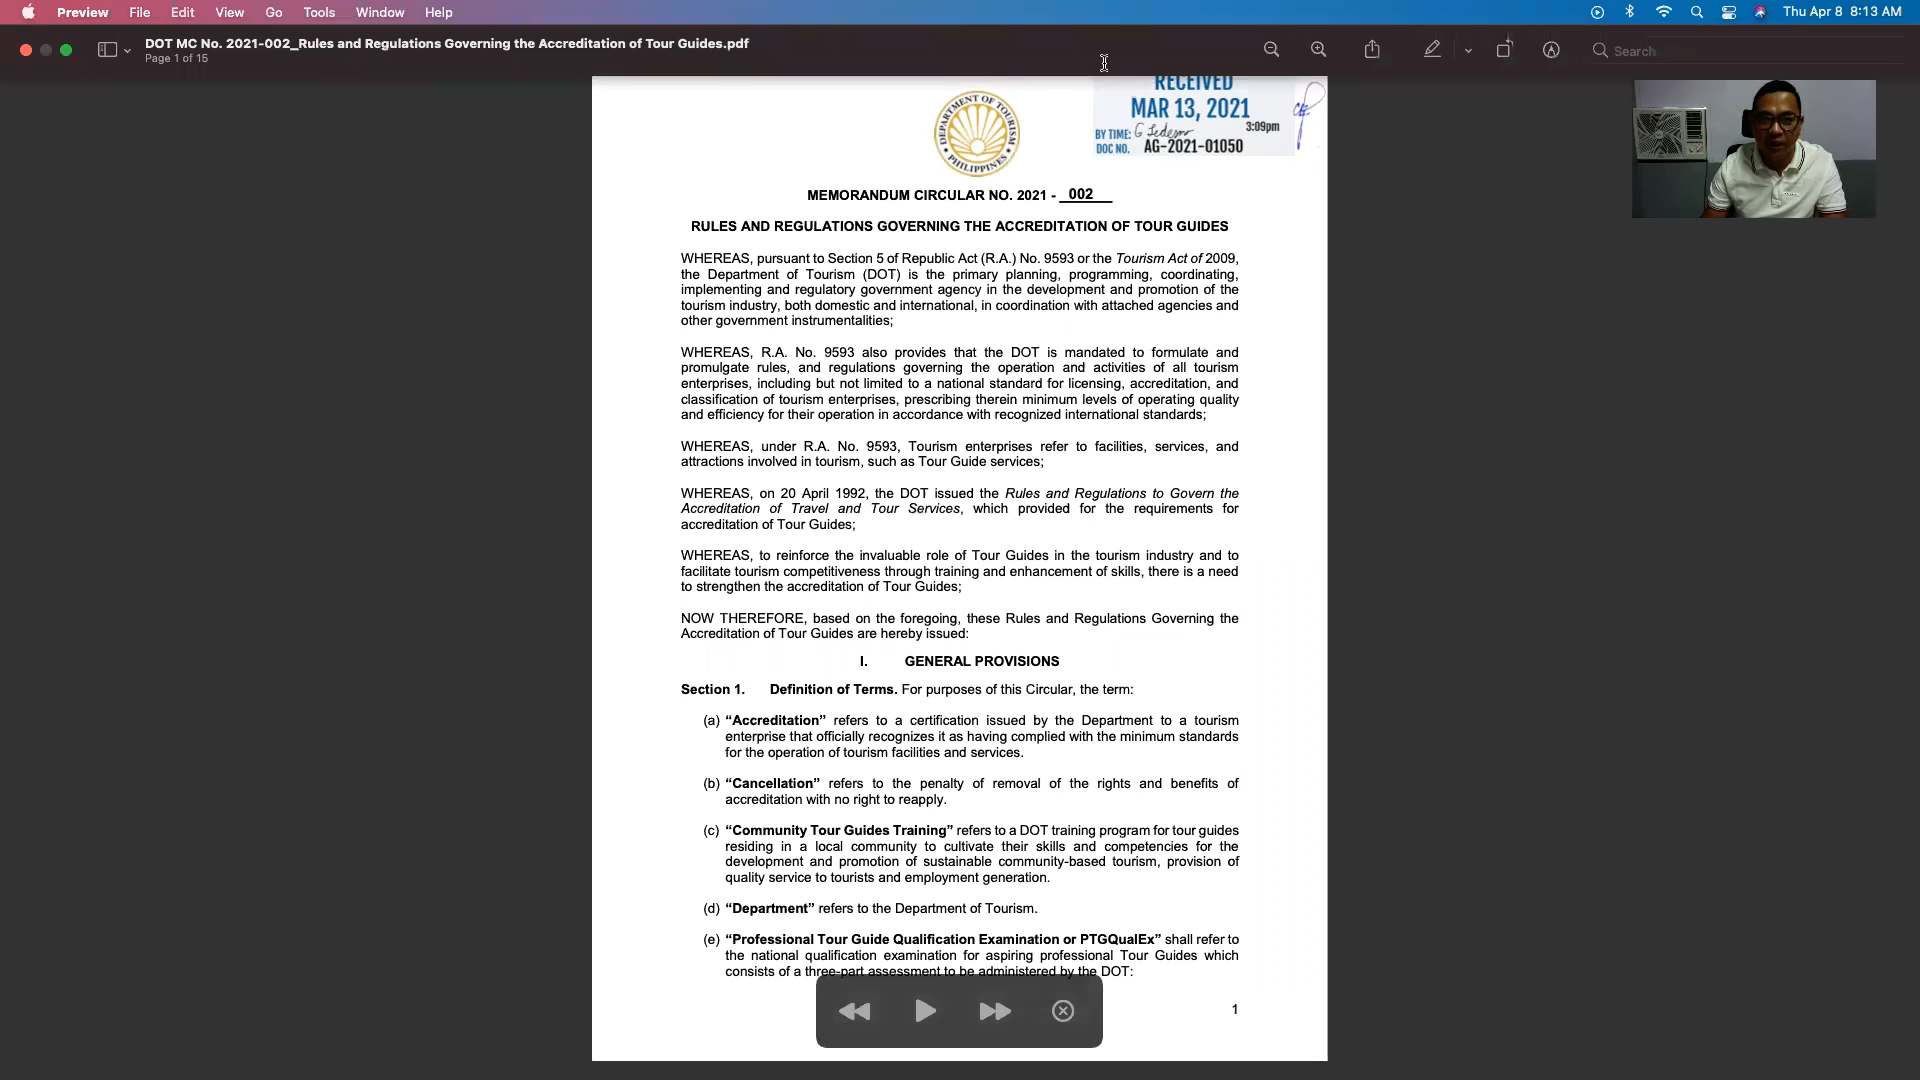 Preview File Edit View Go Tools Window Help
Thu Apr 8 8:13 AM
DOT MC No. 2021-002_Rules and Regulations Governing the Accreditation of Tour Guides.pdf
Page 1 of 15
Search
DEPARTMENT OF TOURISM
PHILIPPINES
RECEIVED
MAR 13, 2021
BY TIME: G Ledesma 3:09pm
DOC NO. AG-2021-01050
MEMORANDUM CIRCULAR NO. 2021 - 002
RULES AND REGULATIONS GOVERNING THE ACCREDITATION OF TOUR GUIDES
WHEREAS, pursuant to Section 5 of Republic Act (R.A.) No. 9593 or the Tourism Act of 2009,
the Department of Tourism (DOT) is the primary planning, programming, coordinating,
implementing and regulatory government agency in the development and promotion of the
tourism industry, both domestic and international, in coordination with attached agencies and
other government instrumentalities;
WHEREAS, R.A. No. 9593 also provides that the DOT is mandated to formulate and
promulgate rules, and regulations governing the operation and activities of all tourism
enterprises, including but not limited to a national standard for licensing, accreditation, and
classification of tourism enterprises, prescribing therein minimum levels of operating quality
and efficiency for their operation in accordance with recognized international standards;
WHEREAS, under R.A. No. 9593, Tourism enterprises refer to facilities, services, and
attractions involved in tourism, such as Tour Guide services;
WHEREAS, on 20 April 1992, the DOT issued the Rules and Regulations to Govern the
Accreditation of Travel and Tour Services, which provided for the requirements for
accreditation of Tour Guides;
WHEREAS, to reinforce the invaluable role of Tour Guides in the tourism industry and to
facilitate tourism competitiveness through training and enhancement of skills, there is a need
to strengthen the accreditation of Tour Guides;
NOW THEREFORE, based on the foregoing, these Rules and Regulations Governing the
Accreditation of Tour Guides are hereby issued:
I. GENERAL PROVISIONS
Section 1. Definition of Terms. For purposes of this Circular, the term:
(a) “Accreditation” refers to a certification issued by the Department to a tourism
enterprise that officially recognizes it as having complied with the minimum standards
for the operation of tourism facilities and services.
(b) “Cancellation” refers to the penalty of removal of the rights and benefits of
accreditation with no right to reapply.
(c) “Community Tour Guides Training” refers to a DOT training program for tour guides
residing in a local community to cultivate their skills and competencies for the
development and promotion of sustainable community-based tourism, provision of
quality service to tourists and employment generation.
(d) “Department” refers to the Department of Tourism.
(e) “Professional Tour Guide Qualification Examination or PTGQualEx” shall refer to
the national qualification examination for aspiring professional Tour Guides which
consists of a three-part assessment to be administered by the DOT:
1